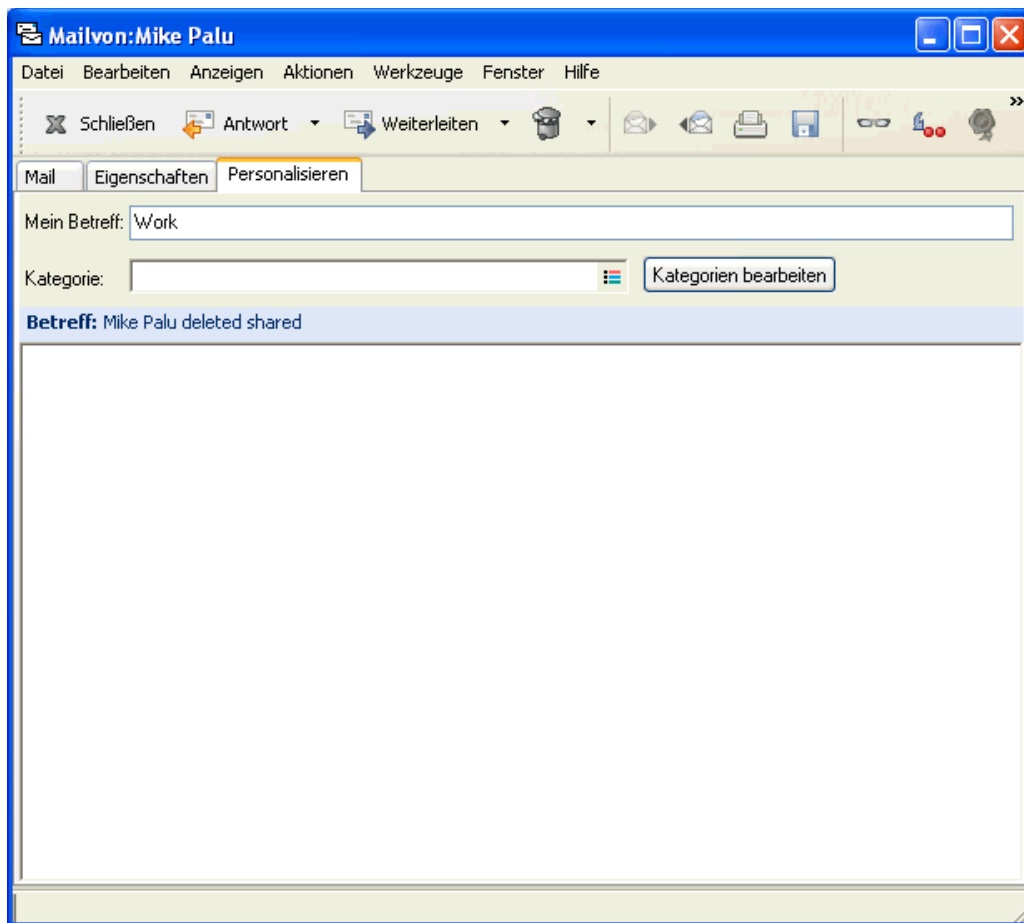 Mailvon:Mike Palu
Datei Bearbeiten Anzeigen Aktionen Werkzeuge Fenster Hilfe
Schließen Antwort Weiterleiten
Mail Eigenschaften Personalisieren
Mein Betreff: Work
Kategorie: Kategorien bearbeiten
Betreff: Mike Palu deleted shared